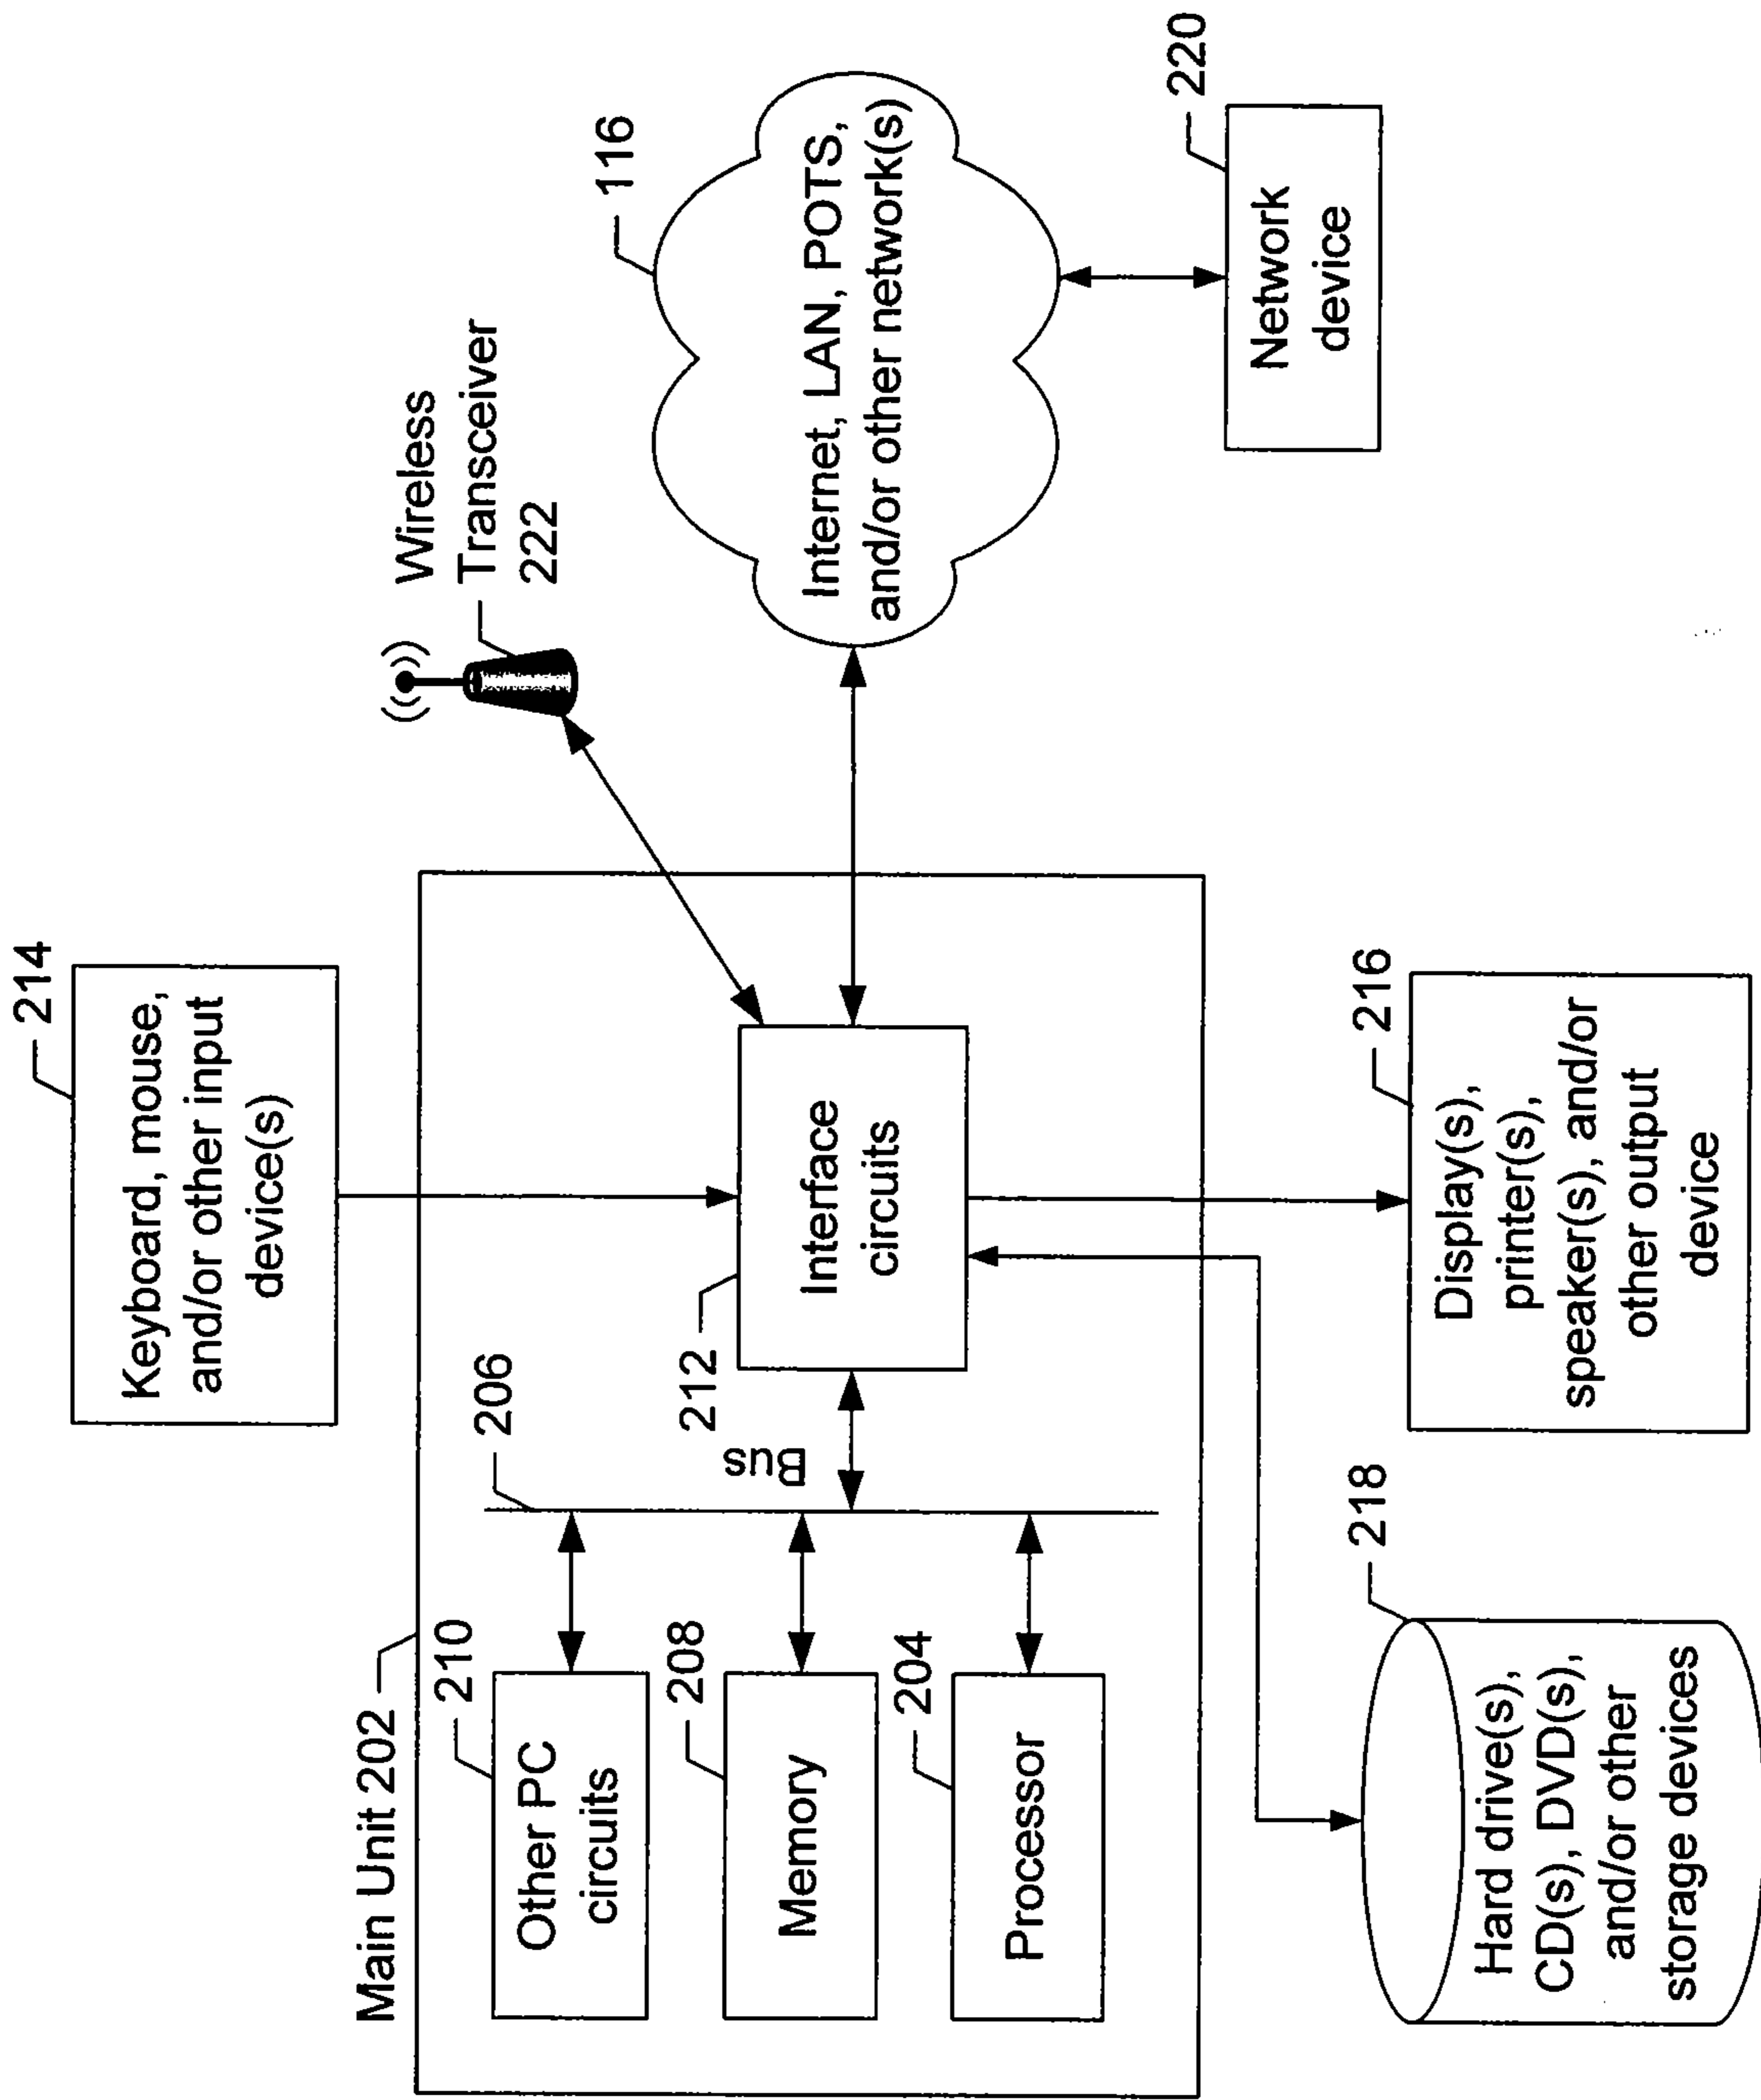 214
Keyboard, mouse,
and/or other input
device(s)
Wireless
Transceiver
222
116
Internet, LAN, POTS,
and/or other network(s)
220
Network
device
Main Unit 202
210
Other PC
circuits
208
Memory
204
Processor
206
Bus
212
Interface
circuits
218
Hard drive(s),
CD(s), DVD(s),
and/or other
storage devices
216
Display(s),
printer(s),
speaker(s), and/or
other output
device